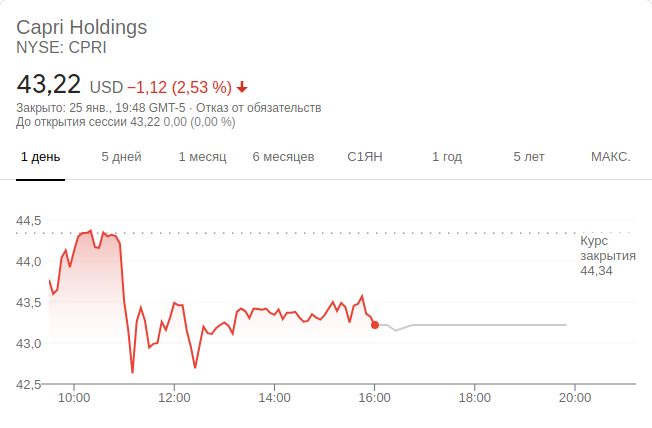 Capri Holdings
NYSE: CPRI
43,22 USD −1,12 (2,53 %)
Закрыто: 25 янв., 19:48 GMT-5 · Отказ от обязательств
До открытия сессии 43,22 0,00 (0,00 %)
1 день 5 дней 1 месяц 6 месяцев С1ЯН 1 год 5 лет МАКС.
44,5
Курс
закрытия
44,34
44,0
43,5
43,0
42,5
10:00 12:00 14:00 16:00 18:00 20:00